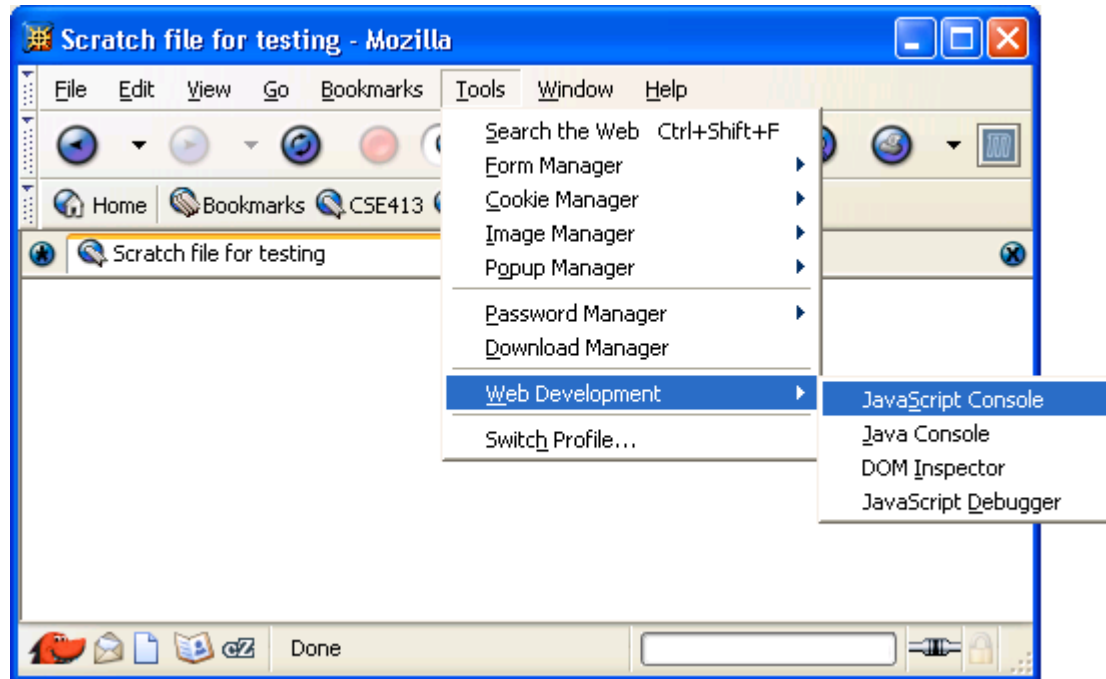 Scratch file for testing - Mozilla
File Edit View Go Bookmarks Tools Window Help
Home Bookmarks CSE413
Scratch file for testing
Search the Web Ctrl+Shift+F
Form Manager
Cookie Manager
Image Manager
Popup Manager
Password Manager
Download Manager
Web Development
Switch Profile...
JavaScript Console
Java Console
DOM Inspector
JavaScript Debugger
Done